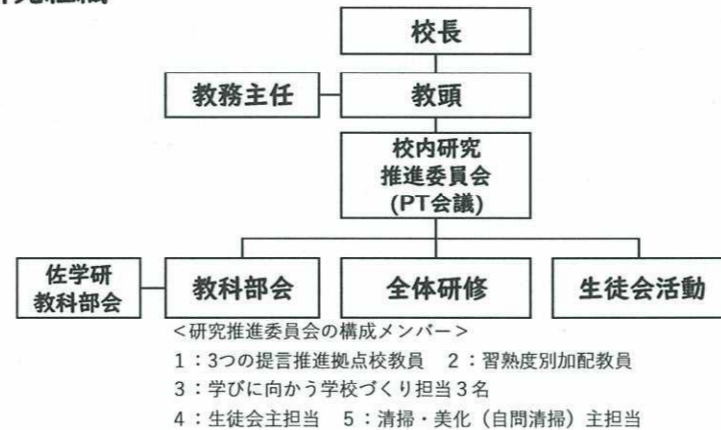 校長
教務主任
教頭
校内研究
推進委員会
(PT会議)
佐学研
教科部会
教科部会
全体研修
生徒会活動
<研究推進委員会の構成メンバー>
1：3つの提言推進拠点校教員　2：習熟度別加配教員
3：学びに向かう学校づくり担当３名
4：生徒会主担当　5：清掃・美化（自問清掃）主担当